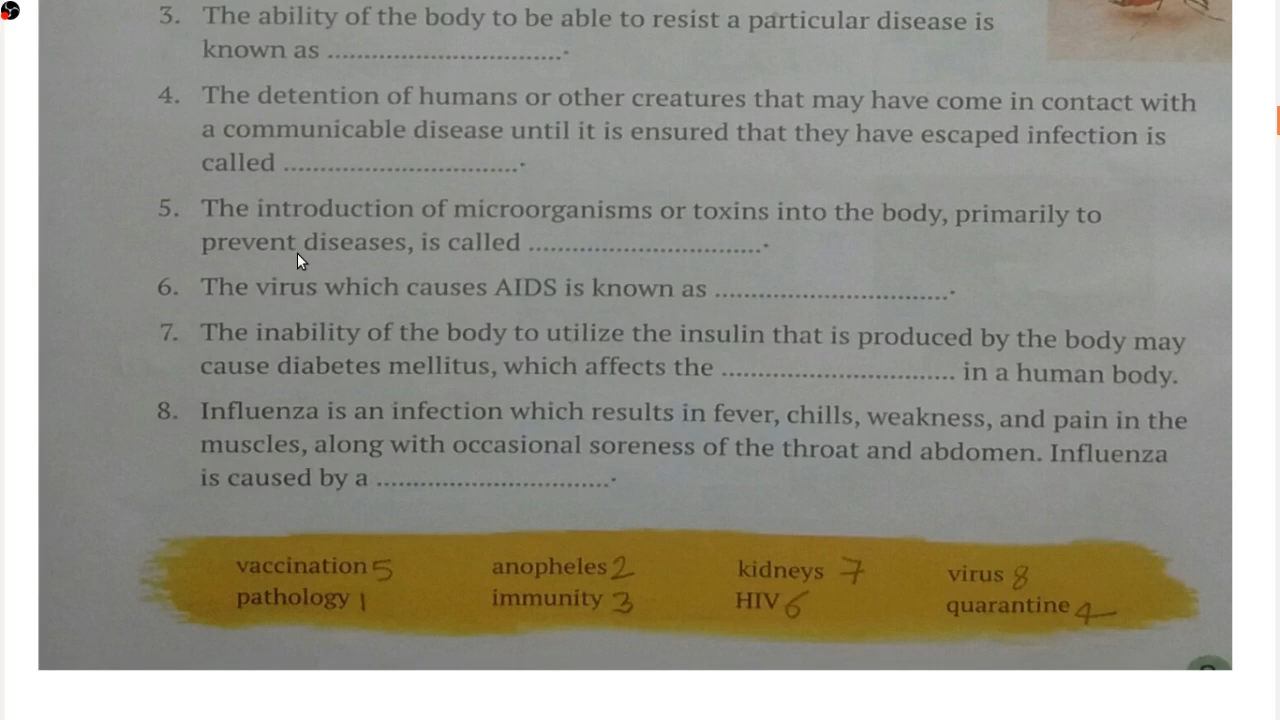 3. The ability of the body to be able to resist a particular disease is
known as ................................
4. The detention of humans or other creatures that may have come in contact with
a communicable disease until it is ensured that they have escaped infection is
called ................................
5. The introduction of microorganisms or toxins into the body, primarily to
prevent diseases, is called ................................
6. The virus which causes AIDS is known as ................................
7. The inability of the body to utilize the insulin that is produced by the body may
cause diabetes mellitus, which affects the ................................ in a human body.
8. Influenza is an infection which results in fever, chills, weakness, and pain in the
muscles, along with occasional soreness of the throat and abdomen. Influenza
is caused by a ................................
vaccination 5 anopheles 2 kidneys 7 virus 8
pathology 1 immunity 3 HIV 6 quarantine 4